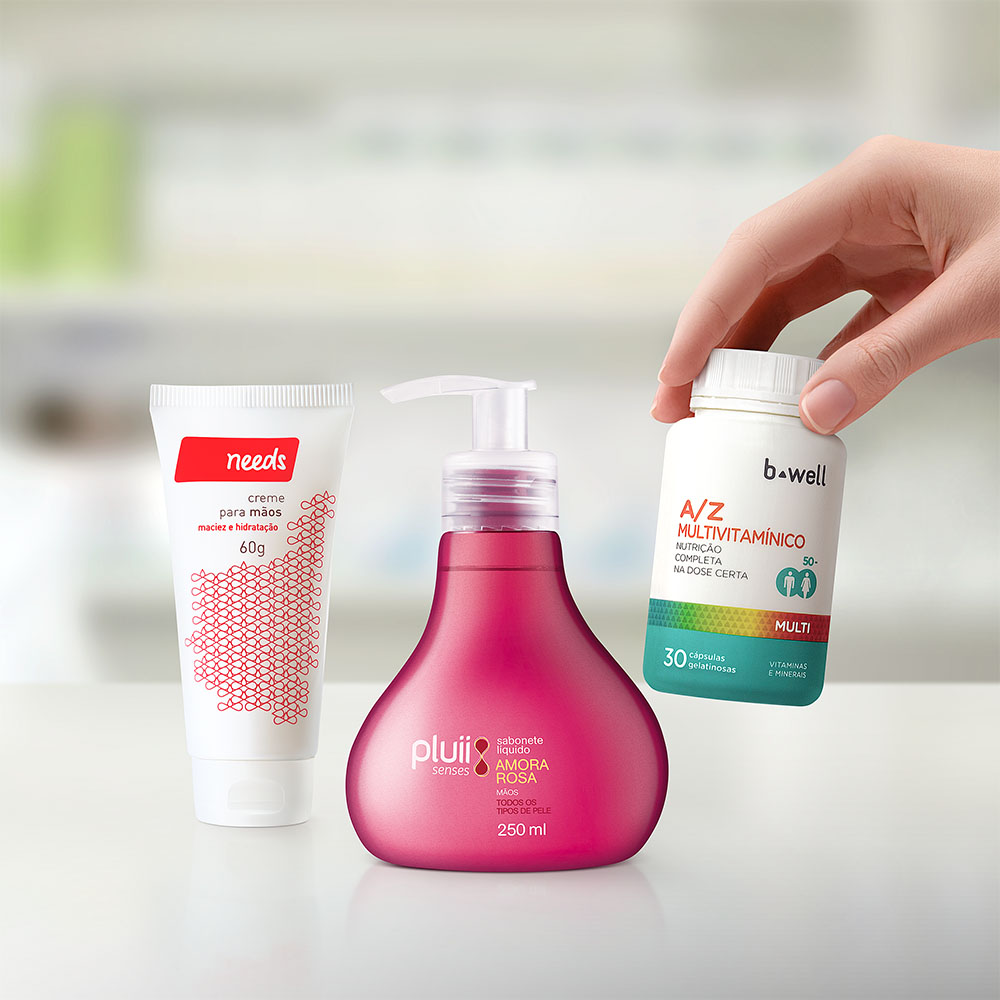 needs
creme
para mãos
maciez e hidratação
60g
pluii
senses
sabonete
líquido
AMORA
ROSA
MÃOS
TODOS OS
TIPOS DE PELE
250 ml
b well
A/Z
MULTIVITAMÍNICO
NUTRIÇÃO
COMPLETA
NA DOSE CERTA
50-
MULTI
30 cápsulas
gelatinosas
VITAMINAS
E MINERAIS